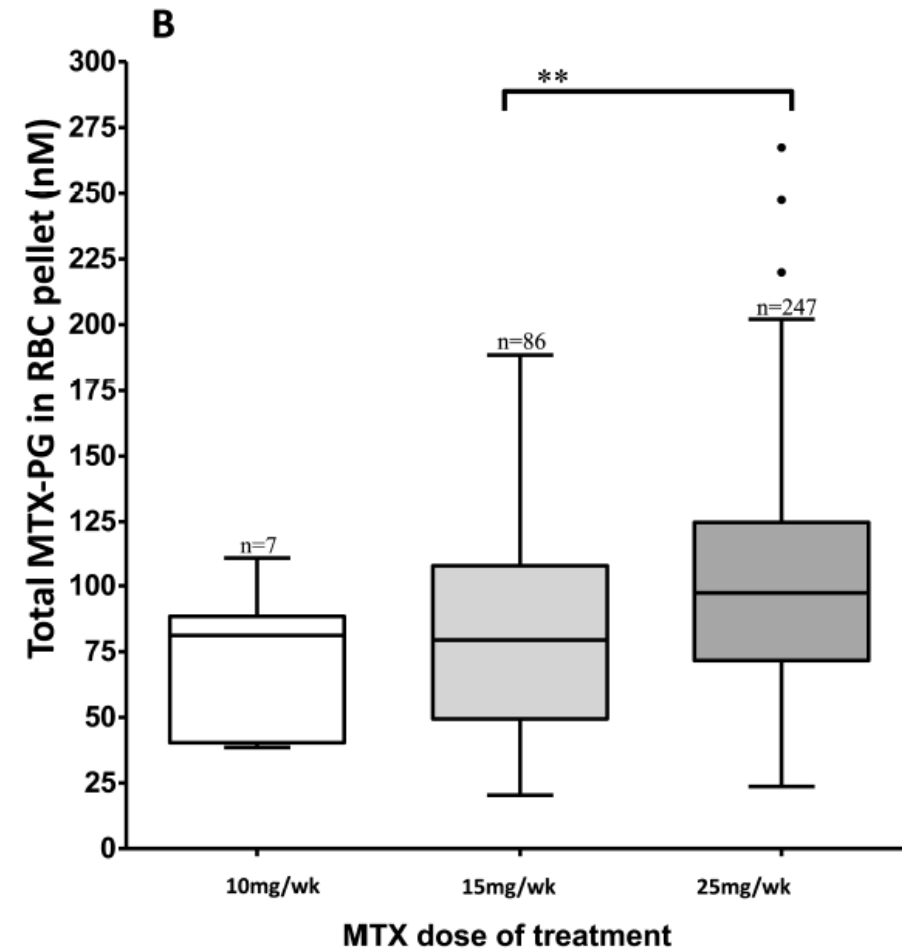 B
Total MTX-PG in RBC pellet (nM)
300
275
250
225
200
175
150
125
100
75
50
25
0
**
n=7
n=86
n=247
10mg/wk
15mg/wk
25mg/wk
MTX dose of treatment